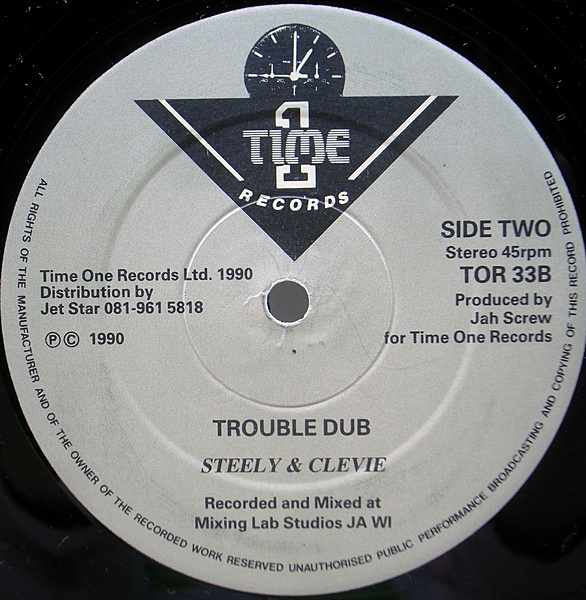 TIME 1
RECORDS
SIDE TWO
Stereo 45rpm
TOR 33B
Produced by
Jah Screw
for Time One Records
Time One Records Ltd. 1990
Distribution by
Jet Star 081-961 5818
Ⓟ © 1990
TROUBLE DUB
STEELY & CLEVIE
Recorded and Mixed at
Mixing Lab Studios JA WI
ALL RIGHTS OF THE MANUFACTURER AND OF THE OWNER OF THE RECORDED WORK RESERVED UNAUTHORISED PUBLIC PERFORMANCE BROADCASTING AND COPYING OF THIS RECORD PROHIBITED